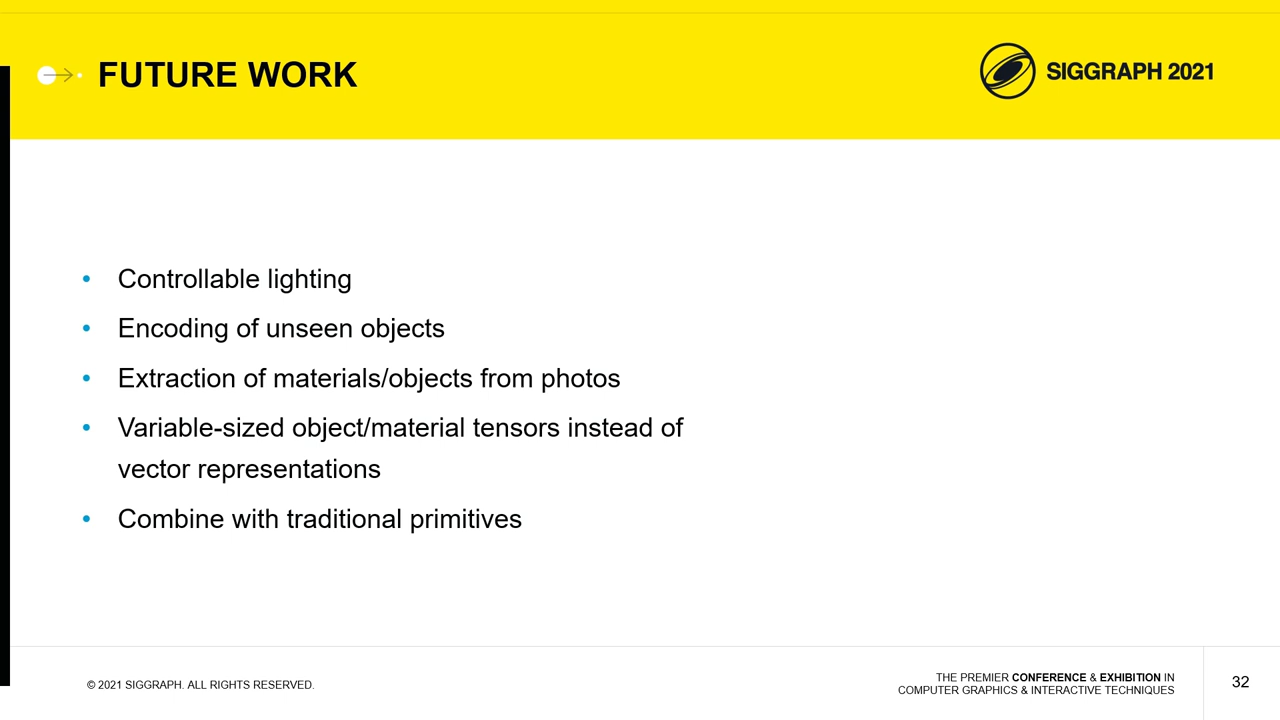 FUTURE WORK
SIGGRAPH 2021
• Controllable lighting
• Encoding of unseen objects
• Extraction of materials/objects from photos
• Variable-sized object/material tensors instead of
vector representations
• Combine with traditional primitives
© 2021 SIGGRAPH. ALL RIGHTS RESERVED.
THE PREMIER CONFERENCE & EXHIBITION IN
COMPUTER GRAPHICS & INTERACTIVE TECHNIQUES
32